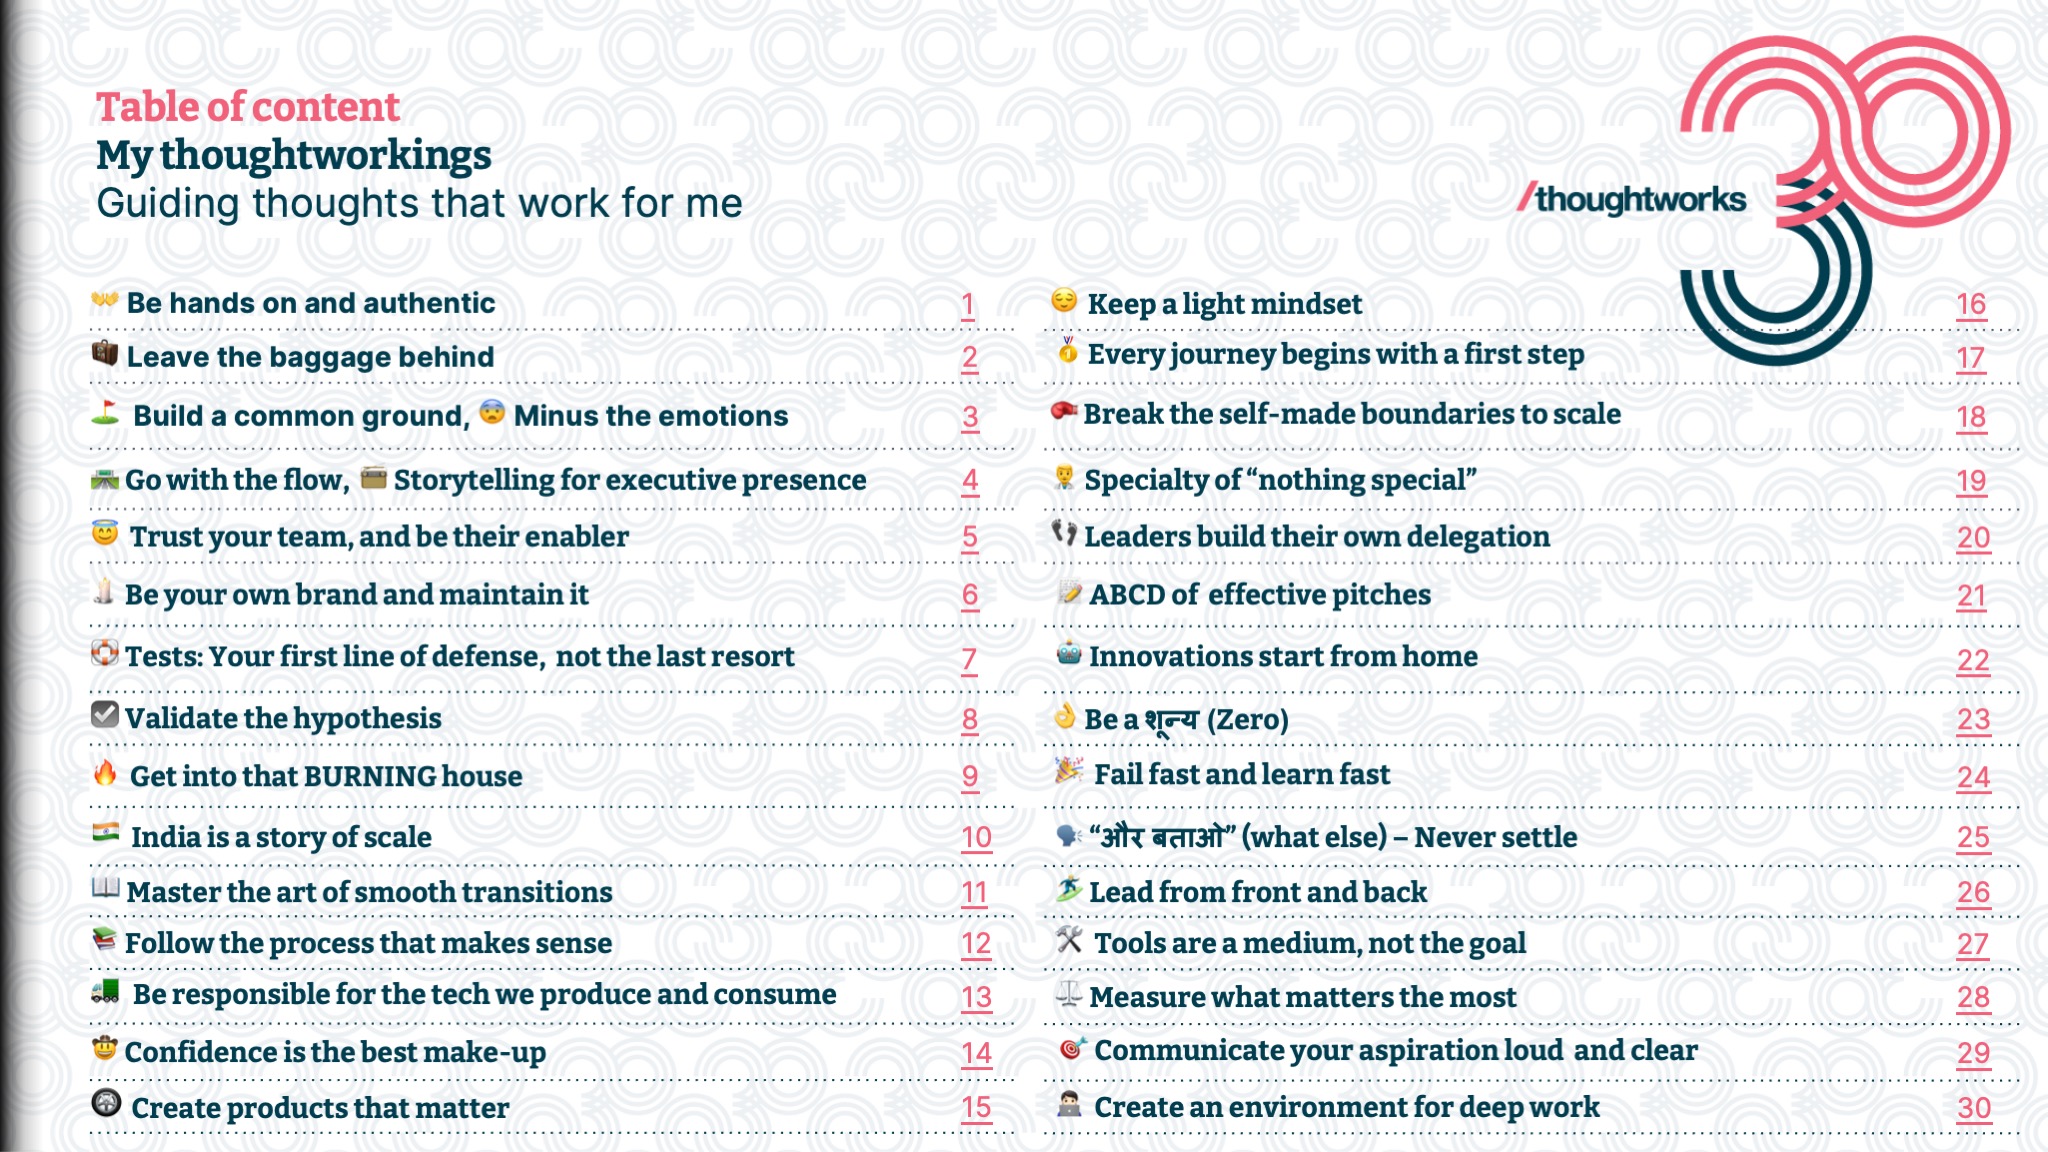 Table of content
My thoughtworkings
Guiding thoughts that work for me
/thoughtworks
👐 Be hands on and authentic 1
🧳 Leave the baggage behind 2
⛳ Build a common ground, 😨 Minus the emotions 3
🛣️ Go with the flow, 📻 Storytelling for executive presence 4
😇 Trust your team, and be their enabler 5
🕯️ Be your own brand and maintain it 6
🛟 Tests: Your first line of defense, not the last resort 7
☑️ Validate the hypothesis 8
🔥 Get into that BURNING house 9
🇮🇳 India is a story of scale 10
📖 Master the art of smooth transitions 11
📚 Follow the process that makes sense 12
🚛 Be responsible for the tech we produce and consume 13
🤠 Confidence is the best make-up 14
🛞 Create products that matter 15
😌 Keep a light mindset 16
🥇 Every journey begins with a first step 17
🥊 Break the self-made boundaries to scale 18
👨‍⚕️ Specialty of “nothing special” 19
👣 Leaders build their own delegation 20
📝 ABCD of effective pitches 21
🤖 Innovations start from home 22
👌 Be a शून्य (Zero) 23
🎉 Fail fast and learn fast 24
🗣️ “और बताओ” (what else) – Never settle 25
🏄 Lead from front and back 26
🛠️ Tools are a medium, not the goal 27
⚖️ Measure what matters the most 28
🎯 Communicate your aspiration loud and clear 29
🧑🏻‍💻 Create an environment for deep work 30